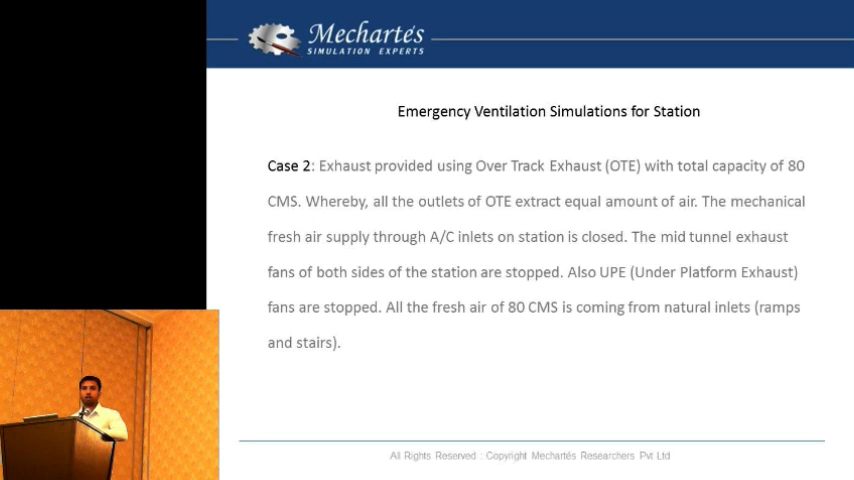 Mechartés
SIMULATION EXPERTS
Emergency Ventilation Simulations for Station
Case 2: Exhaust provided using Over Track Exhaust (OTE) with total capacity of 80
CMS. Whereby, all the outlets of OTE extract equal amount of air. The mechanical
fresh air supply through A/C inlets on station is closed. The mid tunnel exhaust
fans of both sides of the station are stopped. Also UPE (Under Platform Exhaust)
fans are stopped. All the fresh air of 80 CMS is coming from natural inlets (ramps
and stairs).
All Rights Reserved : Copyright Mechartés Researchers Pvt Ltd